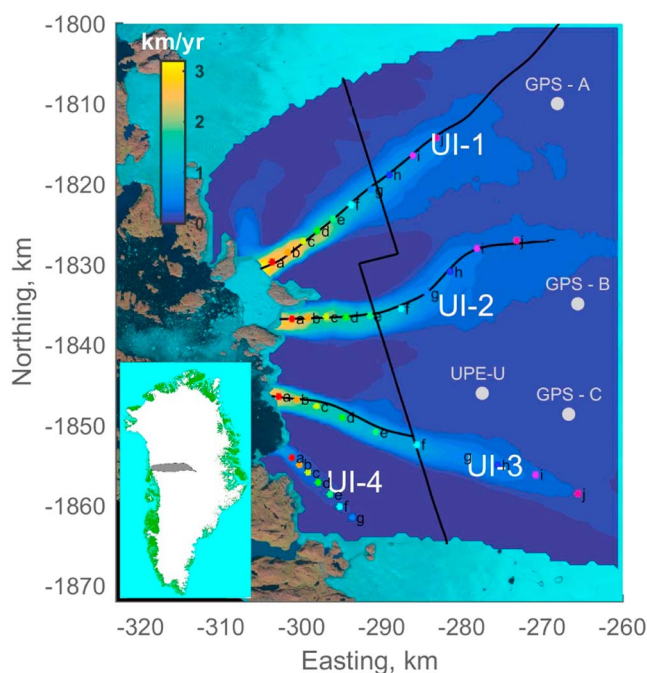 -1800
km/yr
3
2
1
-1810
-1820
-1830
-1840
-1850
-1860
-1870
Northing, km
GPS - A
UI-1
j
i
h
g
f
e
d
c
b
a
UI-2
j
i
h
g
f
e
d
c
b
a
GPS - B
UPE-U
GPS - C
a
b
c
d
e
f
g
h
i
j
UI-3
a
b
c
d
e
f
g
UI-4
-320
-310
-300
-290
-280
-270
-260
Easting, km